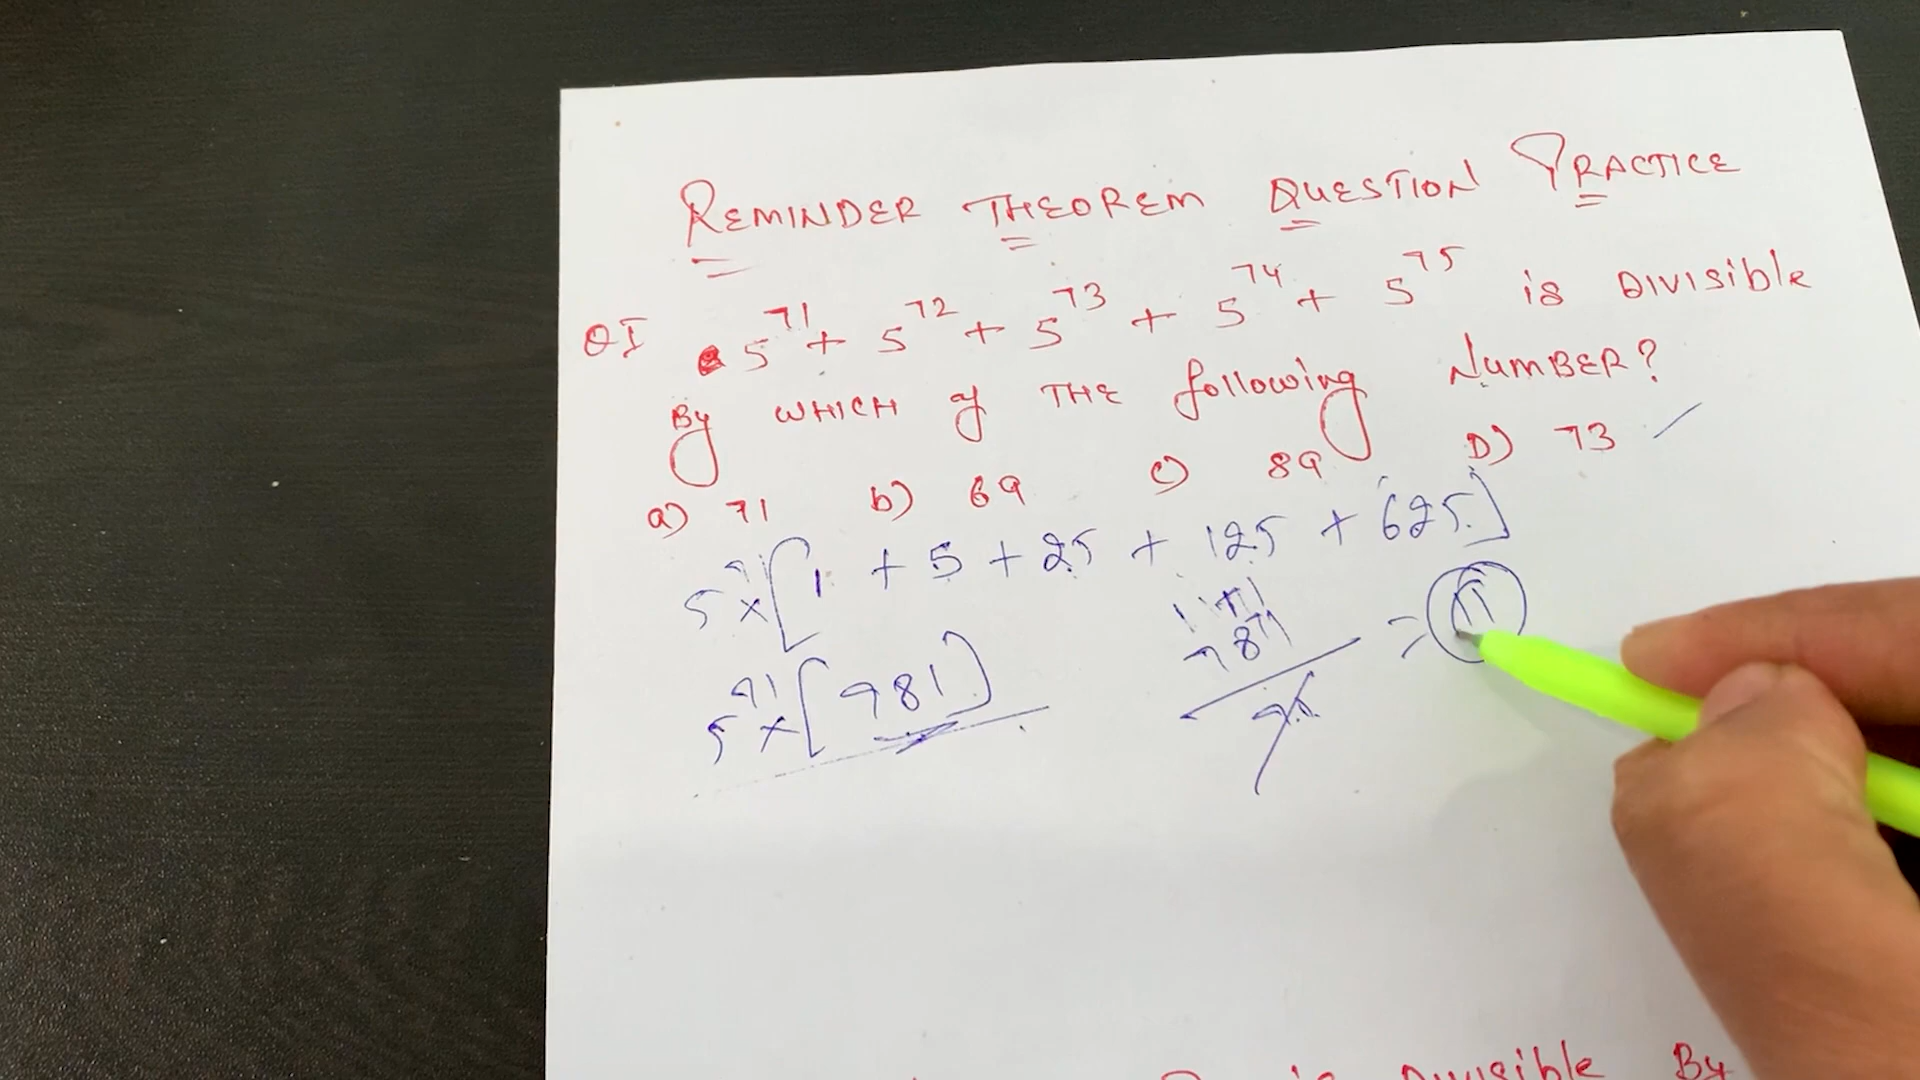 REMINDER THEOREM QUESTION PRACTICE
Q1 5^71 + 5^72 + 5^73 + 5^74 + 5^75 is DIVISIBLE
By WHICH of THE following NUMBER?
a) 71 b) 69 c) 89 D) 73
5^71 × [1 + 5 + 25 + 125 + 625]
5^71 × [781]
781
= 11
is Divisible By